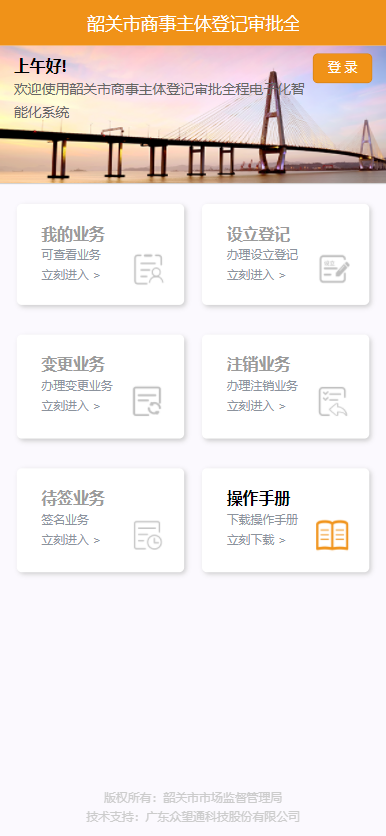 韶关市商事主体登记审批全
上午好!
登 录
欢迎使用韶关市商事主体登记审批全程电子化智
能化系统
我的业务
可查看业务
立刻进入 >
设立登记
办理设立登记
立刻进入 >
变更业务
办理变更业务
立刻进入 >
注销业务
办理注销业务
立刻进入 >
待签业务
签名业务
立刻进入 >
操作手册
下载操作手册
立刻下载 >
版权所有：韶关市市场监督管理局
技术支持：广东众望通科技股份有限公司